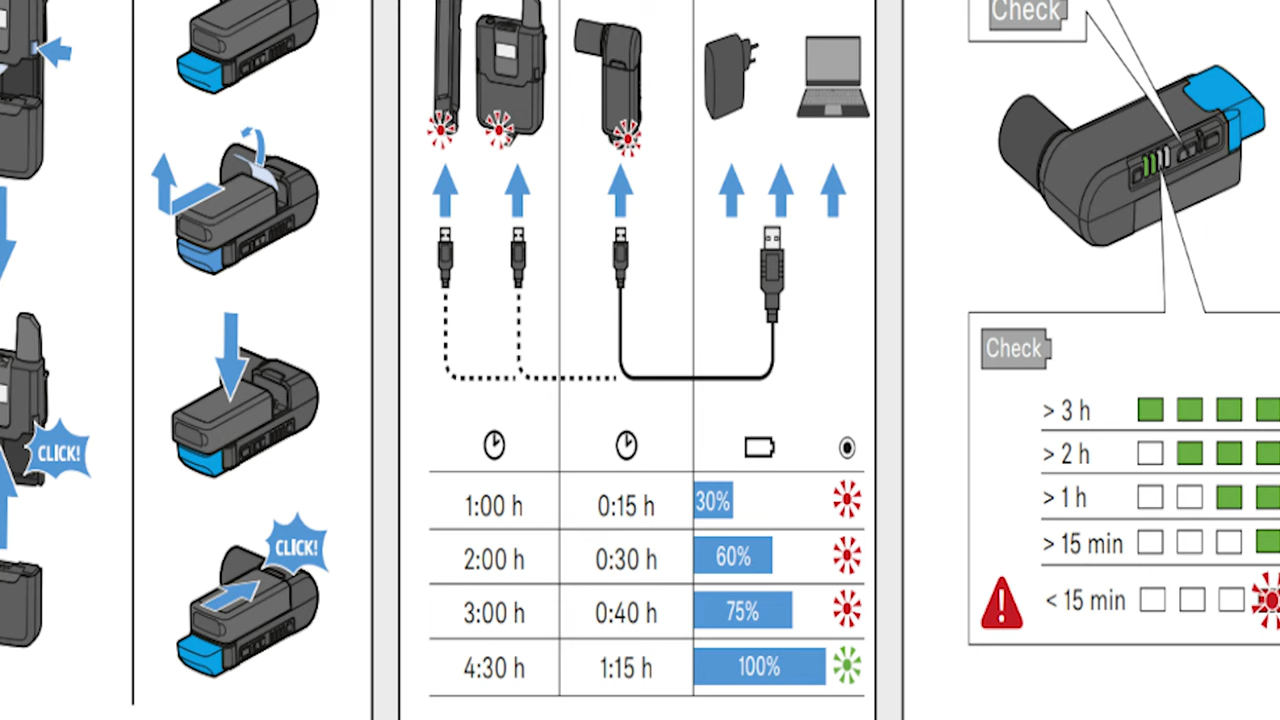 CLICK!
CLICK!
1:00 h 0:15 h 30%
2:00 h 0:30 h 60%
3:00 h 0:40 h 75%
4:30 h 1:15 h 100%
Check
Check
> 3 h
> 2 h
> 1 h
> 15 min
< 15 min